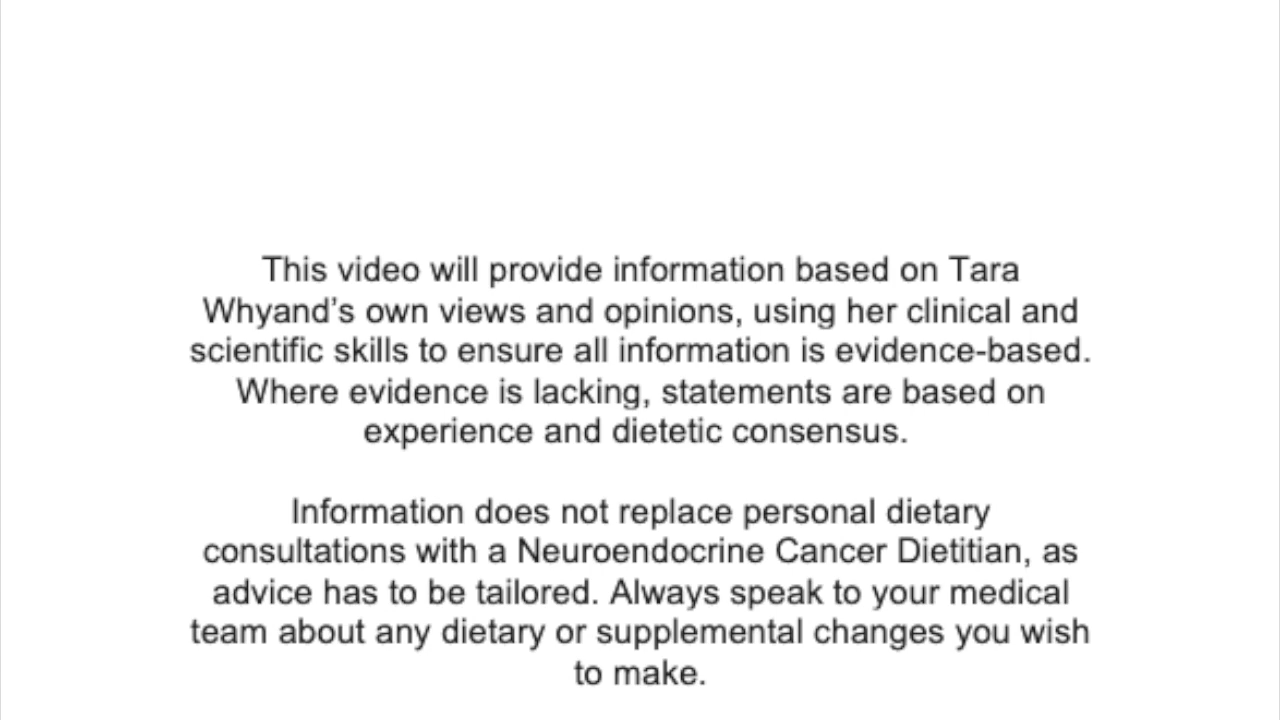 This video will provide information based on Tara
Whyand’s own views and opinions, using her clinical and
scientific skills to ensure all information is evidence-based.
Where evidence is lacking, statements are based on
experience and dietetic consensus.
Information does not replace personal dietary
consultations with a Neuroendocrine Cancer Dietitian, as
advice has to be tailored. Always speak to your medical
team about any dietary or supplemental changes you wish
to make.